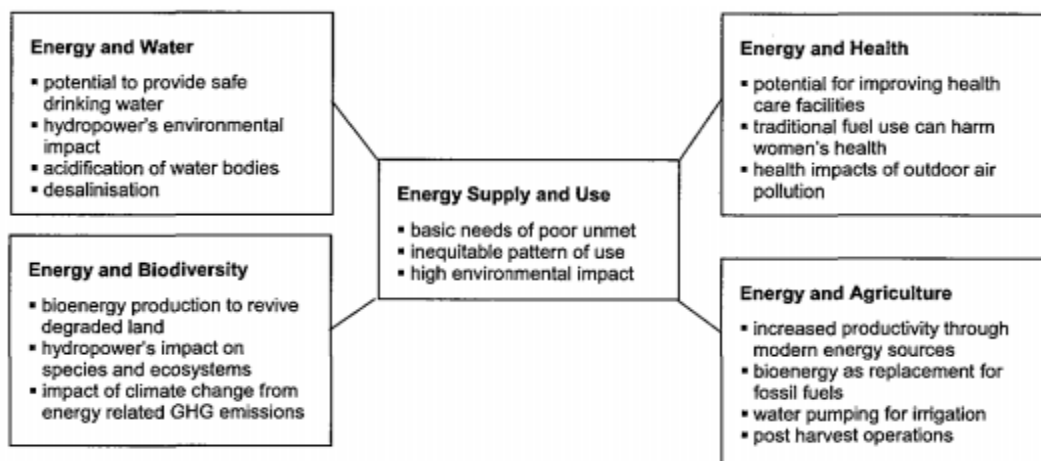 Energy and Water
▪ potential to provide safe
drinking water
▪ hydropower's environmental
impact
▪ acidification of water bodies
▪ desalinisation
Energy and Health
▪ potential for improving health
care facilities
▪ traditional fuel use can harm
women's health
▪ health impacts of outdoor air
pollution
Energy Supply and Use
▪ basic needs of poor unmet
▪ inequitable pattern of use
▪ high environmental impact
Energy and Biodiversity
▪ bioenergy production to revive
degraded land
▪ hydropower's impact on
species and ecosystems
▪ impact of climate change from
energy related GHG emissions
Energy and Agriculture
▪ increased productivity through
modern energy sources
▪ bioenergy as replacement for
fossil fuels
▪ water pumping for irrigation
▪ post harvest operations